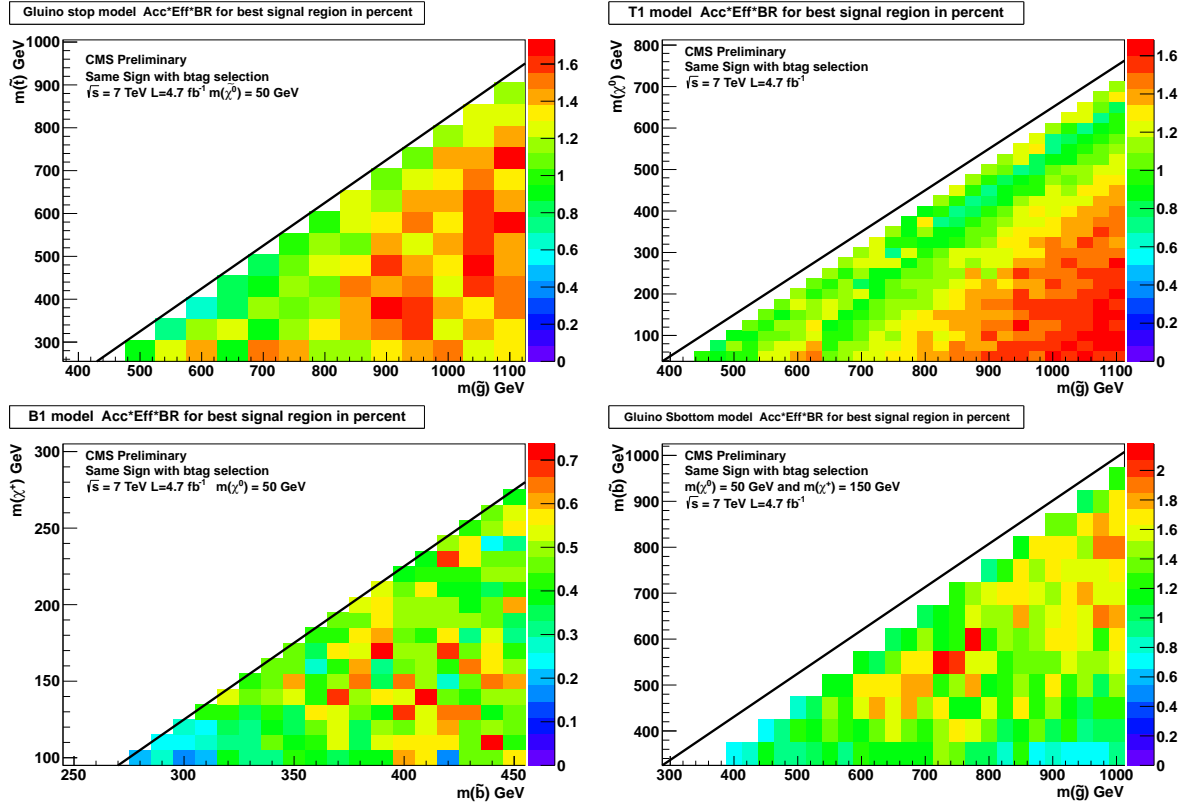 Gluino stop model Acc*Eff*BR for best signal region in percent
CMS Preliminary
Same Sign with btag selection
√s = 7 TeV L=4.7 fb⁻¹ m(χ̃⁰) = 50 GeV
m(t̃) GeV
1000
900
800
700
600
500
400
300
400 500 600 700 800 900 1000 1100
m(g̃) GeV
1.6
1.4
1.2
1
0.8
0.6
0.4
0.2
0
T1 model Acc*Eff*BR for best signal region in percent
CMS Preliminary
Same Sign with btag selection
√s = 7 TeV L=4.7 fb⁻¹
m(χ⁰) GeV
800
700
600
500
400
300
200
100
400 500 600 700 800 900 1000 1100
m(g̃) GeV
1.6
1.4
1.2
1
0.8
0.6
0.4
0.2
0
B1 model Acc*Eff*BR for best signal region in percent
CMS Preliminary
Same Sign with btag selection
√s = 7 TeV L=4.7 fb⁻¹ m(χ⁰) = 50 GeV
m(χ⁺) GeV
300
250
200
150
100
250 300 350 400 450
m(b̃) GeV
0.7
0.6
0.5
0.4
0.3
0.2
0.1
0
Gluino Sbottom model Acc*Eff*BR for best signal region in percent
CMS Preliminary
Same Sign with btag selection
m(χ⁰) = 50 GeV and m(χ⁺) = 150 GeV
√s = 7 TeV L=4.7 fb⁻¹
m(b̃) GeV
1000
900
800
700
600
500
400
300 400 500 600 700 800 900 1000
m(g̃) GeV
2
1.8
1.6
1.4
1.2
1
0.8
0.6
0.4
0.2
0